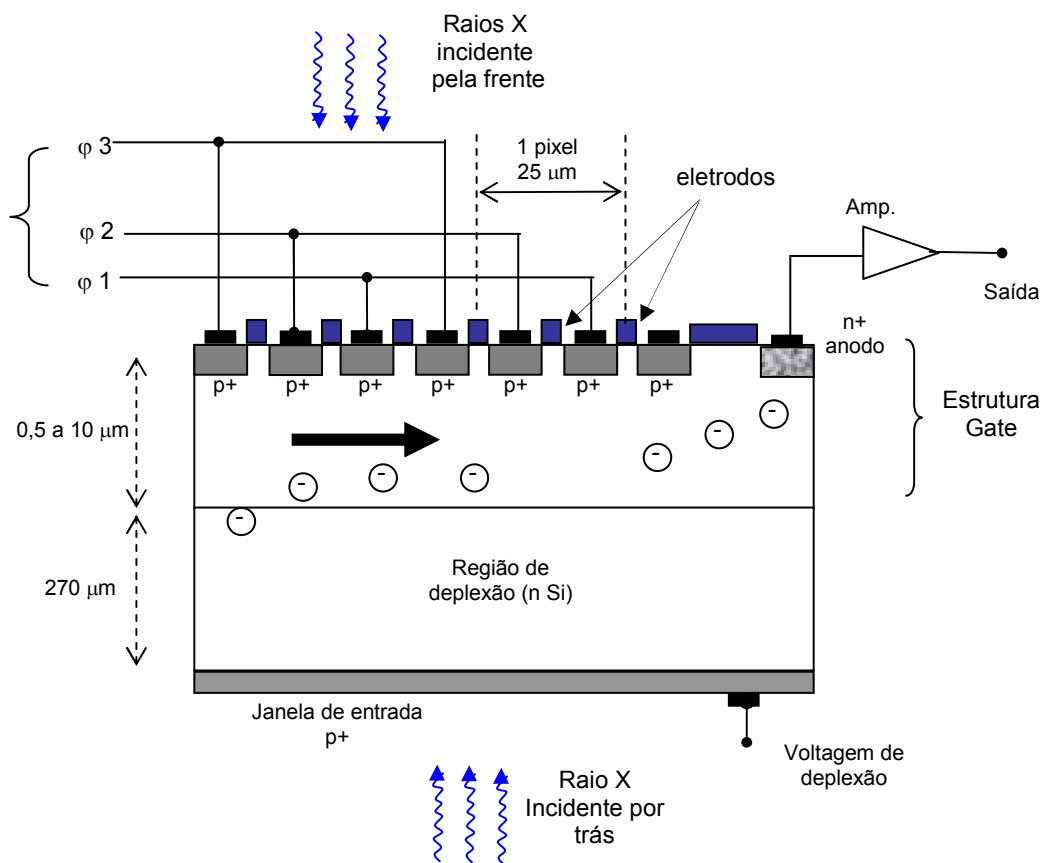 Raios X
incidente
pela frente
φ 3
1 pixel
25 μm
eletrodos
Amp.
φ 2
φ 1
Saída
n+
anodo
p+
p+
p+
p+
p+
p+
p+
0,5 a 10 μm
Estrutura
Gate
-
-
-
-
-
-
-
-
270 μm
Região de
deplexão (n Si)
Janela de entrada
p+
Voltagem de
deplexão
Raio X
Incidente por
trás